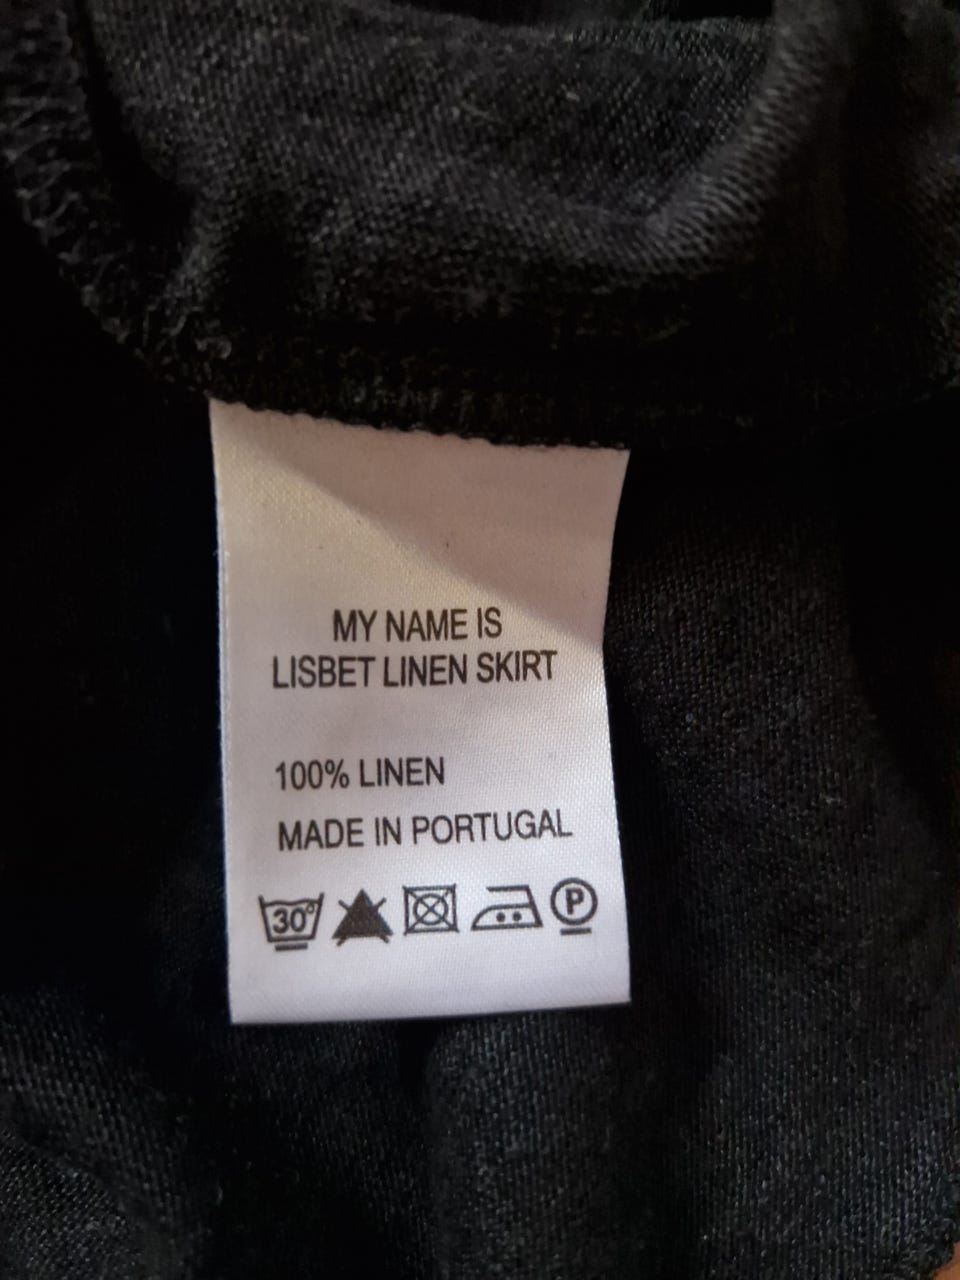 MY NAME IS
LISBET LINEN SKIRT
100% LINEN
MADE IN PORTUGAL
30° P